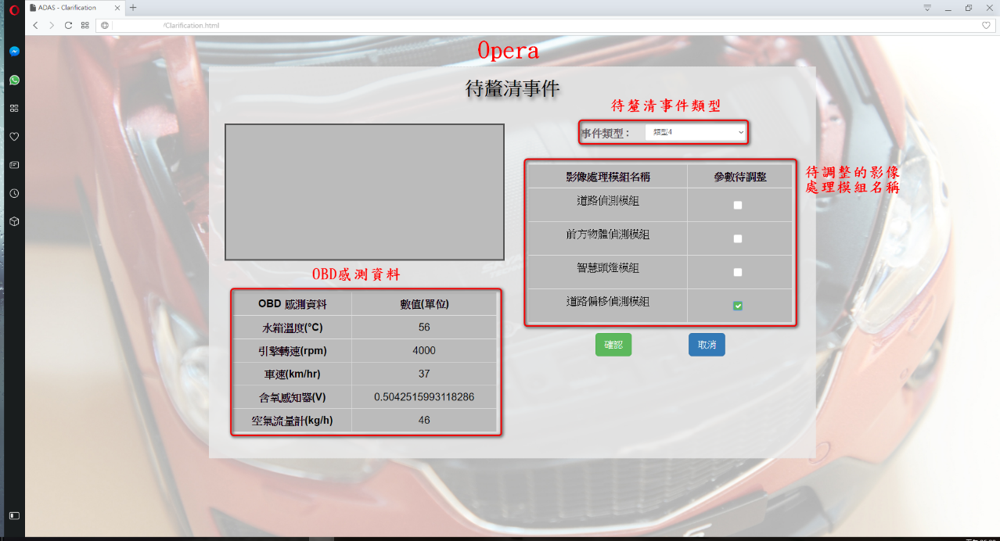 ADAS - Clarification
/Clarification.html
Opera
待釐清事件
待釐清事件類型
事件類型：
類型4
影像處理模組名稱 參數待調整
道路偵測模組
前方物體偵測模組
智慧頭燈模組
道路偏移偵測模組
待調整的影像
處理模組名稱
確認 取消
OBD感測資料
OBD 感測資料 數值(單位)
水箱溫度(°C) 56
引擎轉速(rpm) 4000
車速(km/hr) 37
含氧感知器(V) 0.5042515993118286
空氣流量計(kg/h) 46